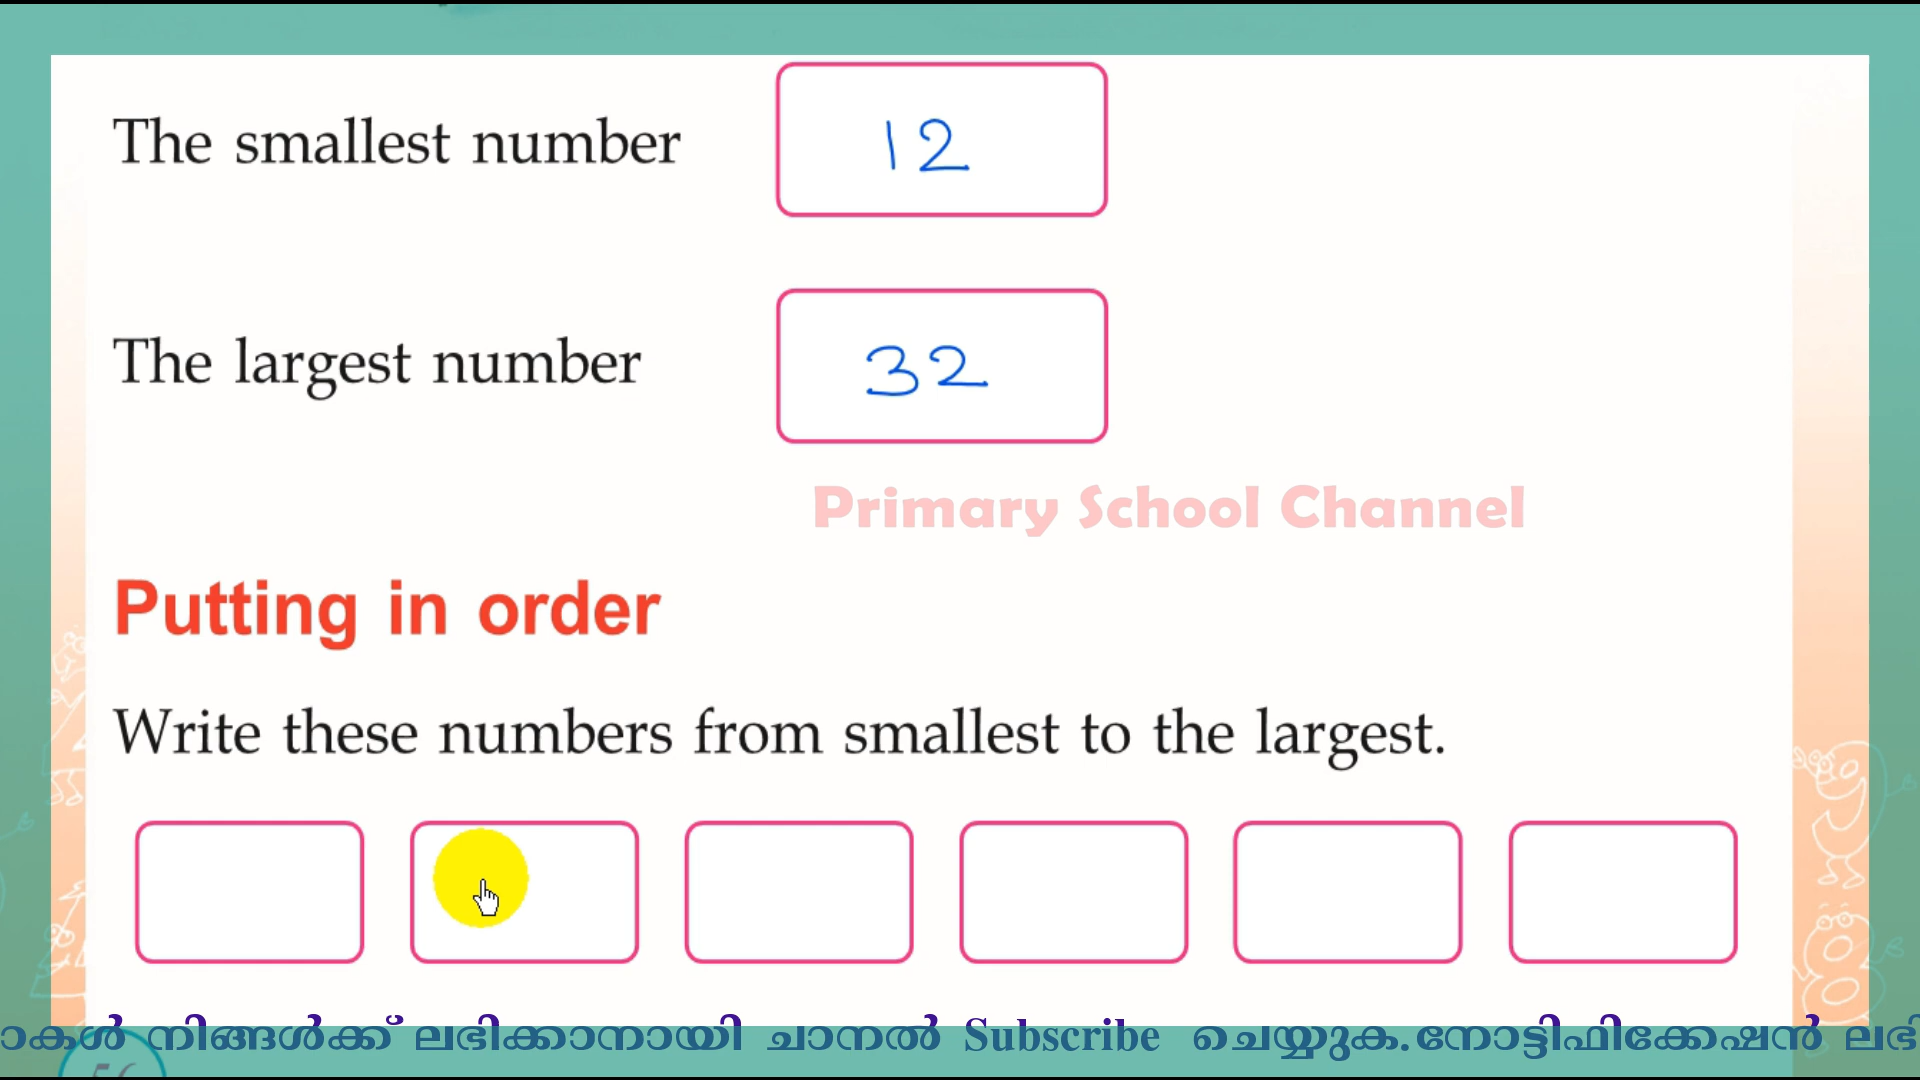 The smallest number 12
The largest number 32
Primary School Channel
Putting in order
Write these numbers from smallest to the largest.
നിങ്ങൾക്ക് ലഭിക്കാനായി ചാനൽ Subscribe ചെയ്യുക.നോട്ടിഫിക്കേഷൻ